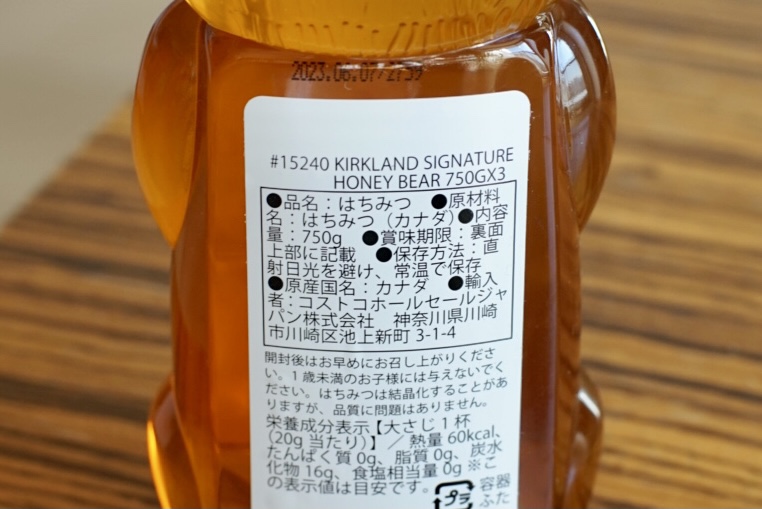 2023.06.07/2759
#15240 KIRKLAND SIGNATURE
HONEY BEAR 750GX3
●品名：はちみつ ●原材料
名：はちみつ（カナダ）●内容
量：750g ●賞味期限：裏面
上部に記載 ●保存方法：直
射日光を避け、常温で保存
●原産国名：カナダ ●輸入
者：コストコホールセールジャ
パン株式会社 神奈川県川崎
市川崎区池上新町 3-1-4
開封後はお早めにお召し上がりくださ
い。1歳未満のお子様には与えないでく
ださい。はちみつは結晶化することがあ
りますが、品質に問題はありません。
栄養成分表示【大さじ1杯
（20g 当たり）】／熱量 60kcal、
たんぱく質 0g、脂質 0g、炭水
化物 16g、食塩相当量 0g ※こ
の表示値は目安です。
プラ
容器
ふた